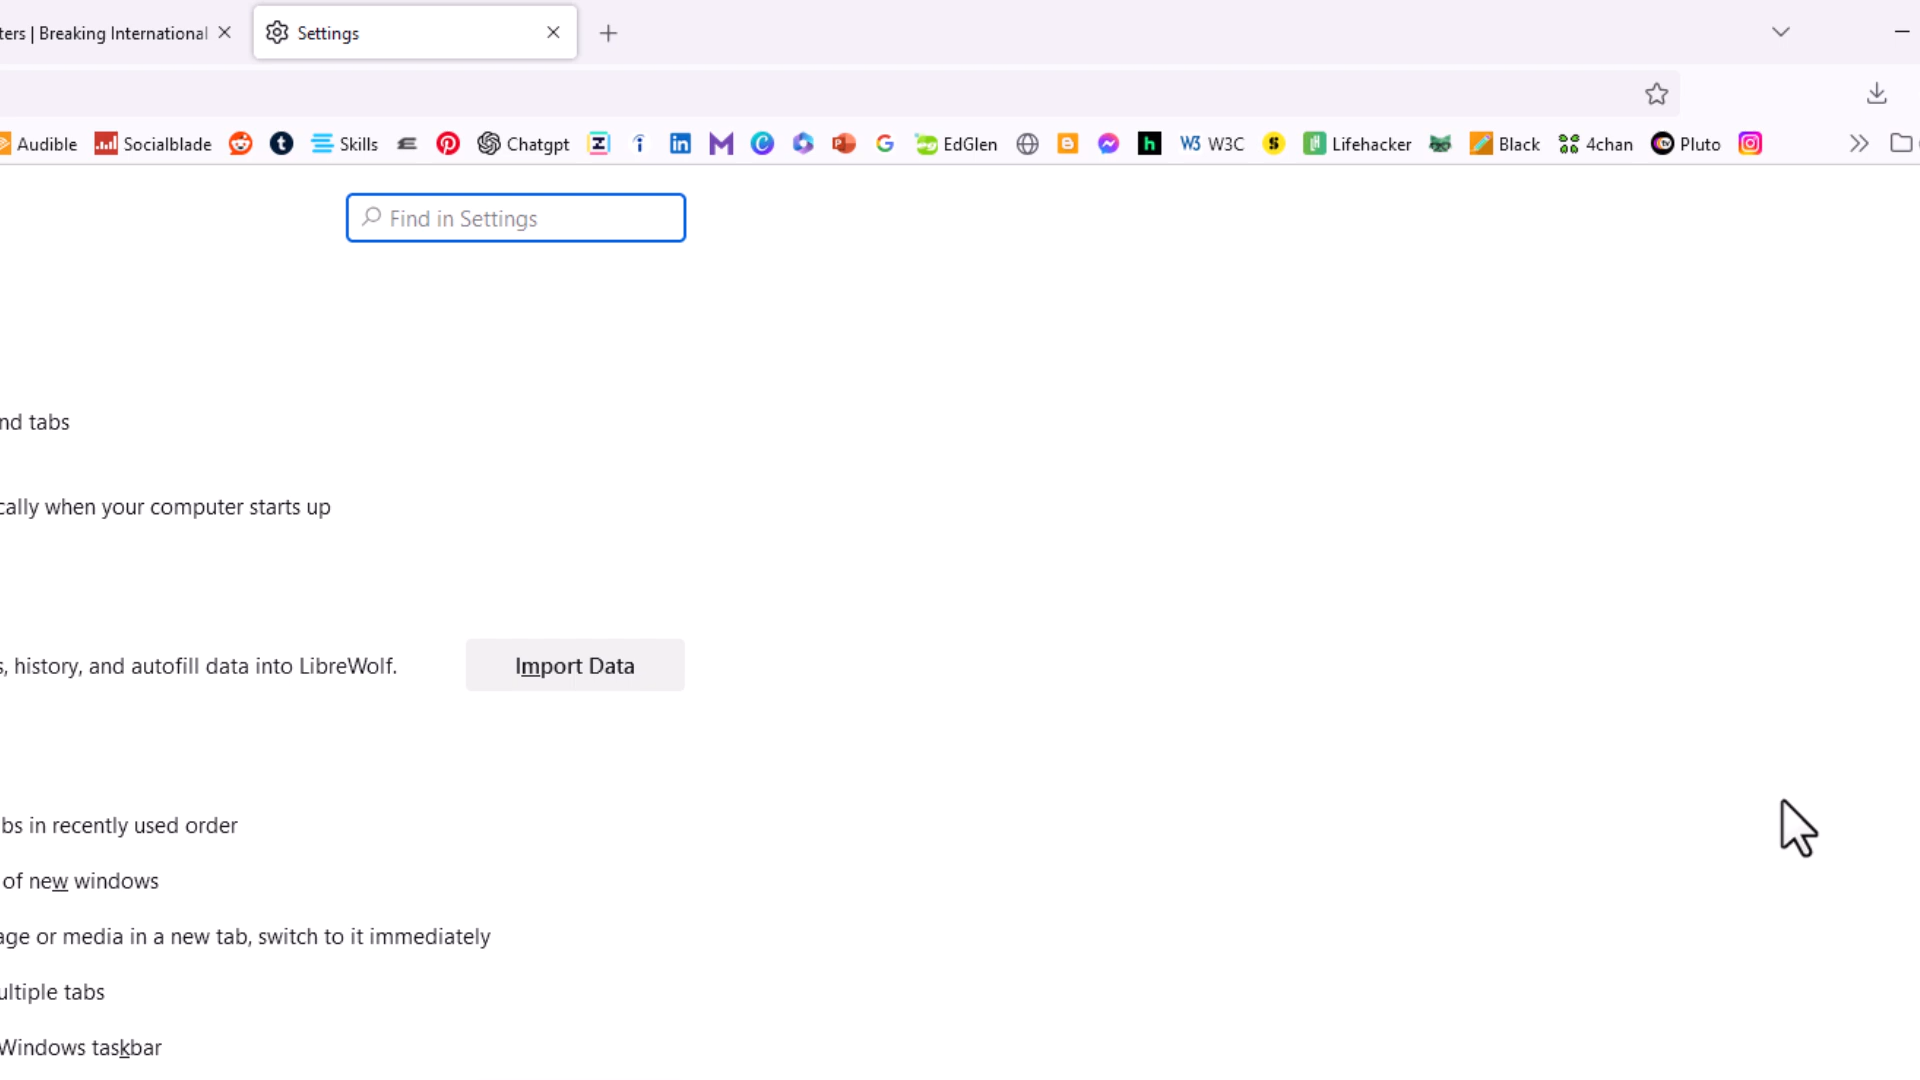 ters | Breaking International
Settings
Audible Socialblade Skills Chatgpt EdGlen W3C Lifehacker Black 4chan Pluto
Find in Settings
nd tabs
cally when your computer starts up
s, history, and autofill data into LibreWolf.
Import Data
bs in recently used order
of new windows
age or media in a new tab, switch to it immediately
ultiple tabs
Windows taskbar